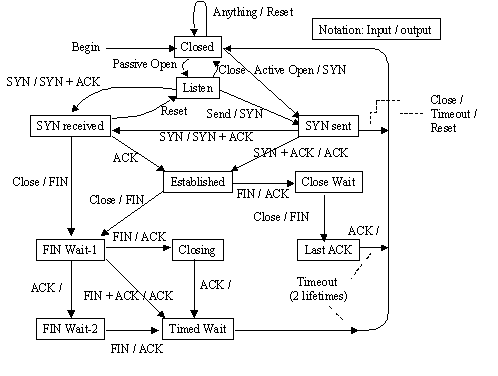 Anything / Reset
Notation: Input / output
Begin
Closed
Passive Open
Close
Active Open / SYN
SYN / SYN + ACK
Listen
Reset
Send / SYN
Close /
Timeout /
Reset
SYN received
SYN / SYN + ACK
SYN sent
ACK
SYN + ACK / ACK
Close / FIN
Established
Close Wait
Close / FIN
FIN / ACK
Close / FIN
FIN Wait-1
FIN / ACK
Closing
Last ACK
ACK /
ACK /
FIN + ACK / ACK
ACK /
Timeout
(2 lifetimes)
FIN Wait-2
FIN / ACK
Timed Wait